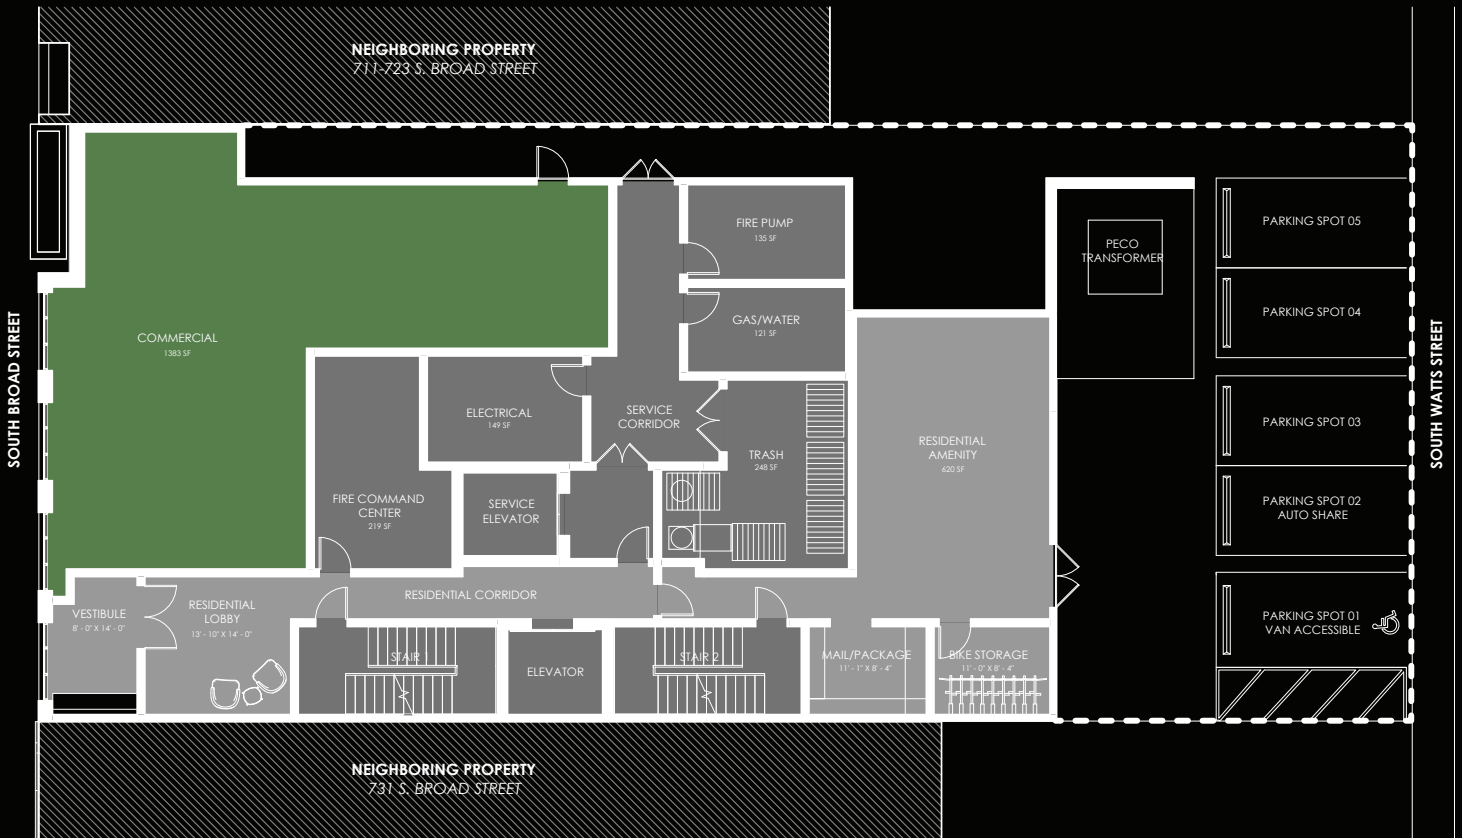 NEIGHBORING PROPERTY
711-723 S. BROAD STREET
SOUTH BROAD STREET
COMMERCIAL
1383 SF
FIRE PUMP
135 SF
GAS/WATER
121 SF
PECO
TRANSFORMER
PARKING SPOT 05
PARKING SPOT 04
PARKING SPOT 03
PARKING SPOT 02
AUTO SHARE
PARKING SPOT 01
VAN ACCESSIBLE
SOUTH WATTS STREET
ELECTRICAL
149 SF
SERVICE
CORRIDOR
TRASH
248 SF
RESIDENTIAL
AMENITY
620 SF
FIRE COMMAND
CENTER
219 SF
SERVICE
ELEVATOR
VESTIBULE
8' - 0" X 14' - 0"
RESIDENTIAL
LOBBY
13' - 10" X 14' - 0"
RESIDENTIAL CORRIDOR
STAIR 1
ELEVATOR
STAIR 2
MAIL/PACKAGE
11' - 1" X 8' - 4"
BIKE STORAGE
11' - 0" X 8' - 4"
NEIGHBORING PROPERTY
731 S. BROAD STREET